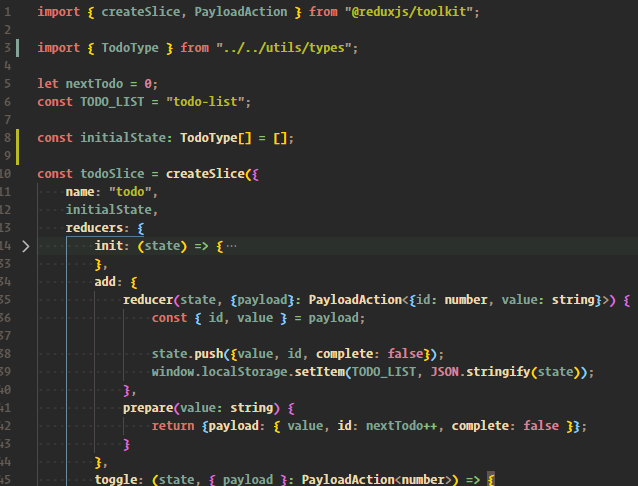 1 import { createSlice, PayloadAction } from "@reduxjs/toolkit";
2
3 import { TodoType } from "../../utils/types";
4
5 let nextTodo = 0;
6 const TODO_LIST = "todo-list";
7
8 const initialState: TodoType[] = [];
9
10 const todoSlice = createSlice({
11 name: "todo",
12 initialState,
13 reducers: {
14 init: (state) => { ⋯
33 },
34 add: {
35 reducer(state, {payload}: PayloadAction<{id: number, value: string}>) {
36 const { id, value } = payload;
37
38 state.push({value, id, complete: false});
39 window.localStorage.setItem(TODO_LIST, JSON.stringify(state));
40 },
41 prepare(value: string) {
42 return {payload: { value, id: nextTodo++, complete: false }};
43 }
44 },
45 toggle: (state, { payload }: PayloadAction<number>) => {